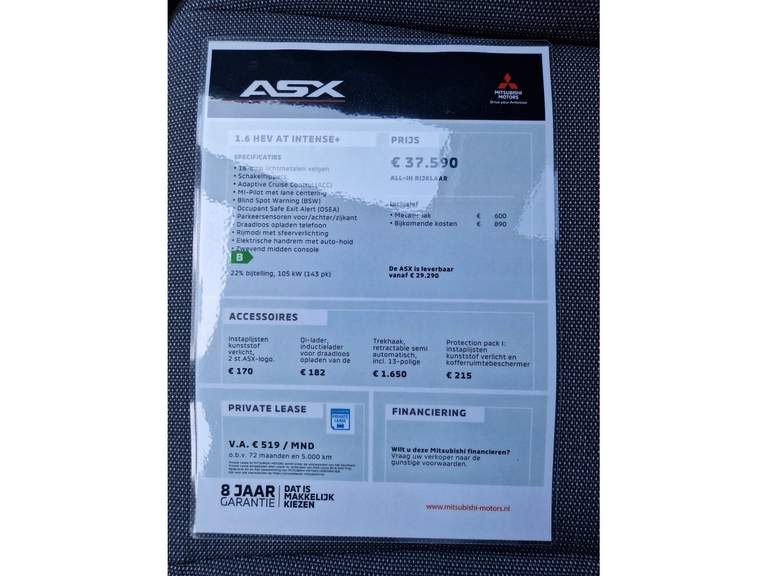 ASX
MITSUBISHI
MOTORS
Drive your Ambition
1.6 HEV AT INTENSE+
SPECIFICATIES
• lichtmetalen velgen
• Adaptive Cruise Control (ACC)
• MI-Pilot met lane centering
• Blind Spot Warning (BSW)
• Occupant Safe Exit Alert (OSEA)
• Parkeersensoren voor/achter/zijkant
• Draadloos opladen telefoon
• Rijmodi met sfeerverlichting
• Elektrische handrem met auto-hold
• Zwevend midden console
B
22% bijtelling, 105 kW (143 pk)
PRIJS
€ 37.590
ALL-IN RIJKLAAR
Inclusief
• Metallic lak € 600
• Bijkomende kosten € 890
De ASX is leverbaar
vanaf € 29.290
ACCESSOIRES
Instaplijsten
kunststof
verlicht,
2 st ASX-logo.
€ 170
Qi-lader,
inductielader
voor draadloos
opladen van de
€ 182
Trekhaak,
retractable semi
automatisch,
incl. 13-polige
€ 1.650
Protection pack I:
instaplijsten
kunststof verlicht en
kofferruimtebeschermer
€ 215
PRIVATE LEASE
PRIVATE
LEASE
V.A. € 519 / MND
o.b.v. 72 maanden en 5.000 km
FINANCIERING
Wilt u deze Mitsubishi financieren?
Vraag uw verkoper naar de
gunstige voorwaarden.
8 JAAR
GARANTIE
DAT IS
MAKKELIJK
KIEZEN
www.mitsubishi-motors.nl